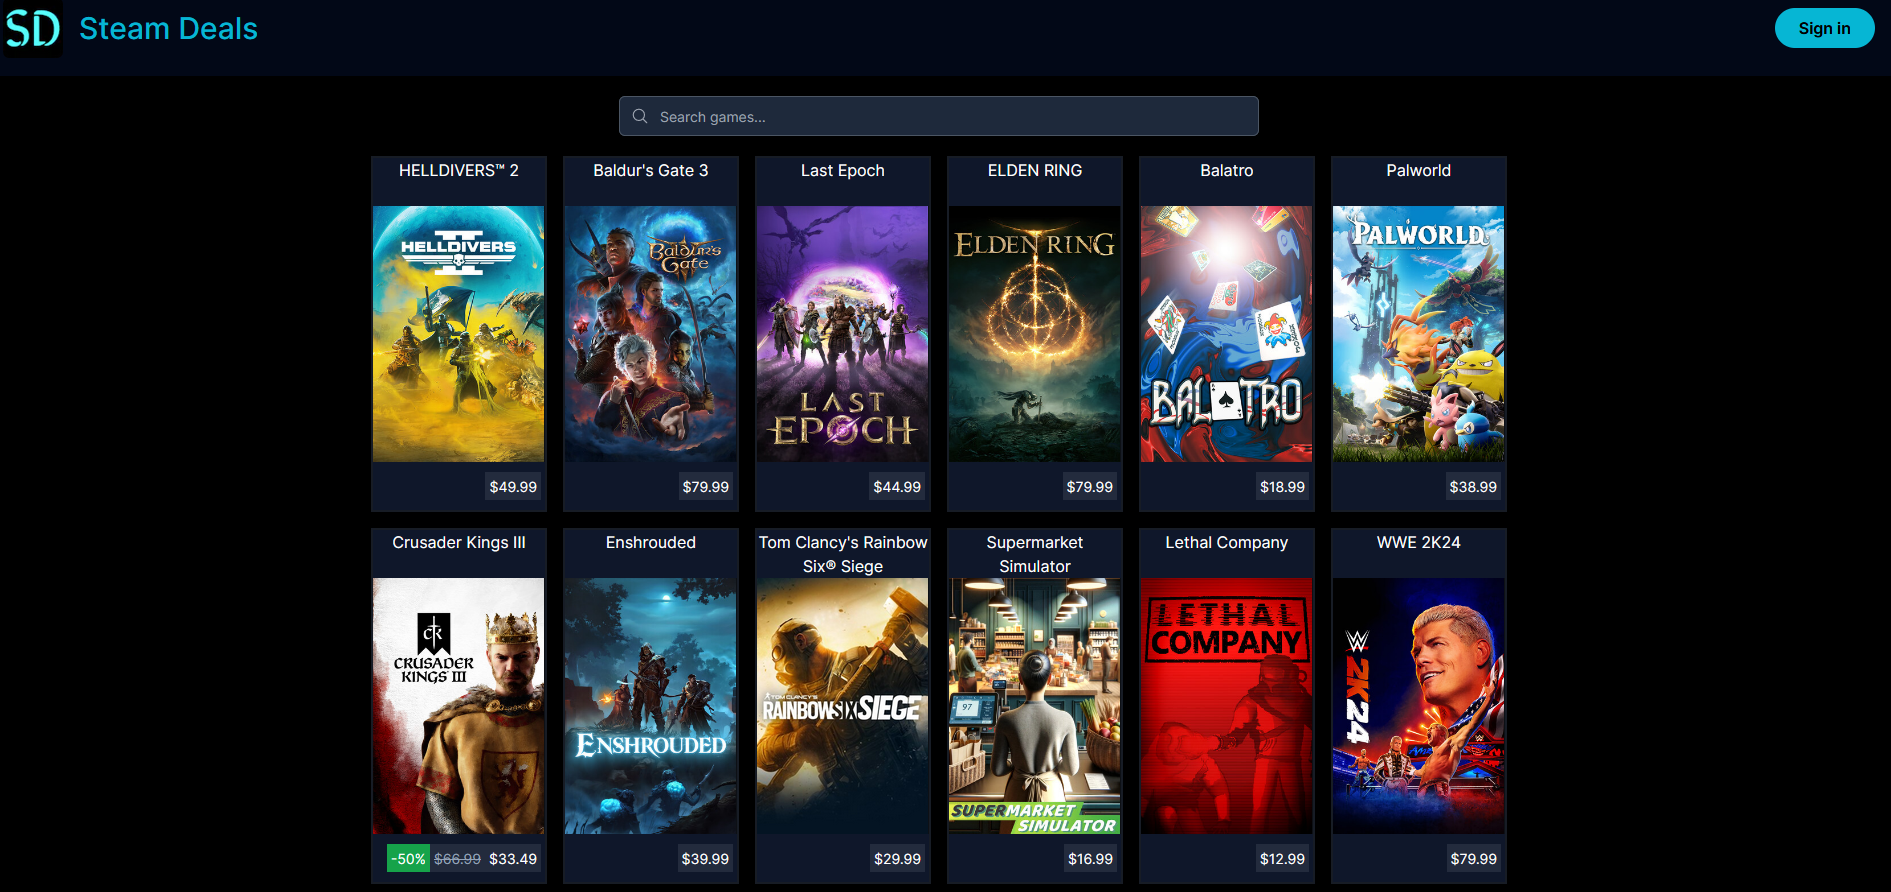 SD Steam Deals
Sign in
Search games...
HELLDIVERS™ 2
Baldur's Gate 3
Last Epoch
ELDEN RING
Balatro
Palworld
HELLDIVERS
II
Baldur's
Gate
LAST
EPOCH
ELDEN RING
JOKER
JOKER
BALATRO
PALWORLD
$49.99
$79.99
$44.99
$79.99
$18.99
$38.99
Crusader Kings III
Enshrouded
Tom Clancy's Rainbow
Six® Siege
Supermarket
Simulator
Lethal Company
WWE 2K24
CK
CRUSADER
KINGS III
ENSHROUDED
TOM CLANCY'S
RAINBOWSIX SIEGE
97
SUPERMARKET
SIMULATOR
LETHAL
COMPANY
W
2K24
-50% $66.99 $33.49
$39.99
$29.99
$16.99
$12.99
$79.99